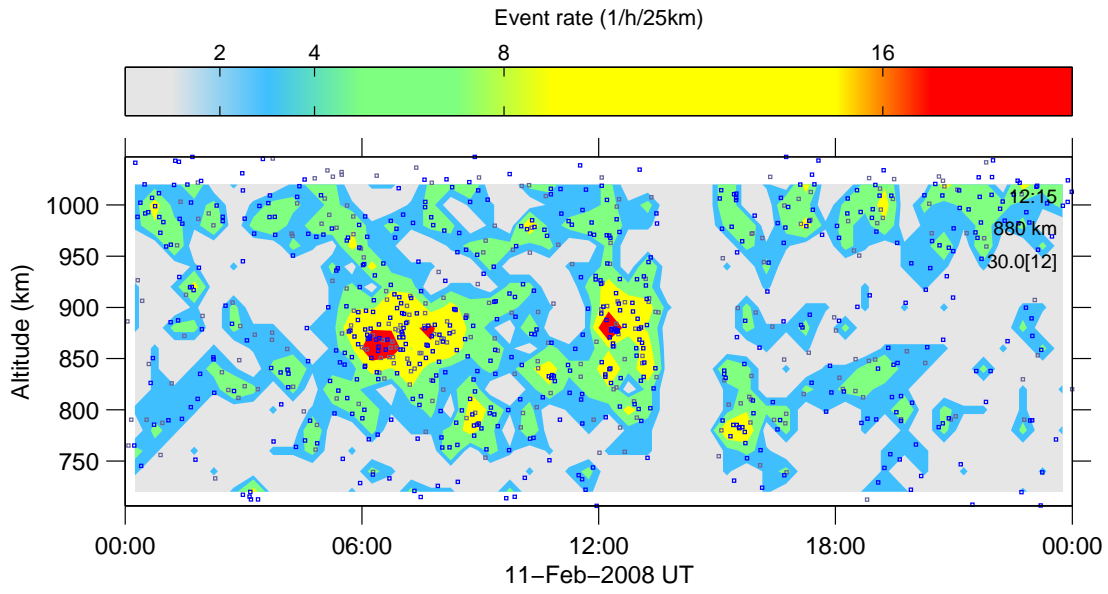 Event rate (1/h/25km)
2 4 8 16
Altitude (km)
1000
950
900
850
800
750
12:15
880 km
30.0[12]
00:00 06:00 12:00 18:00 00:00
11−Feb−2008 UT